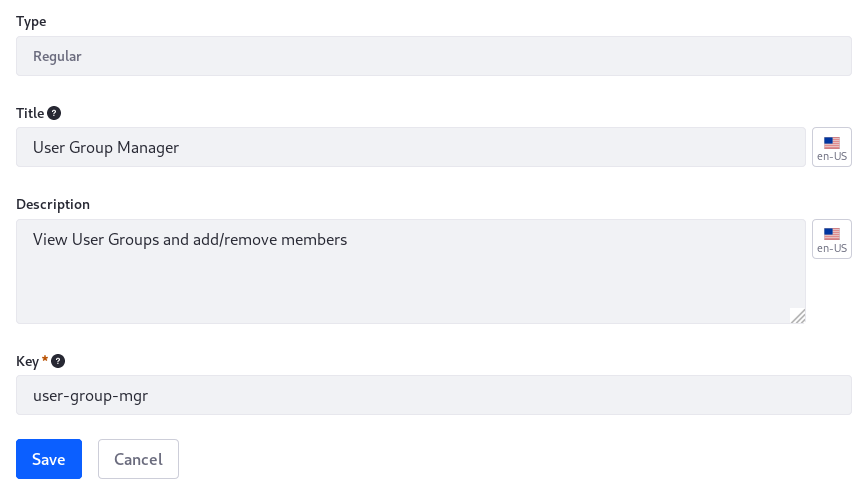 Type
Regular
Title ?
User Group Manager
en-US
Description
View User Groups and add/remove members
en-US
Key * ?
user-group-mgr
Save Cancel